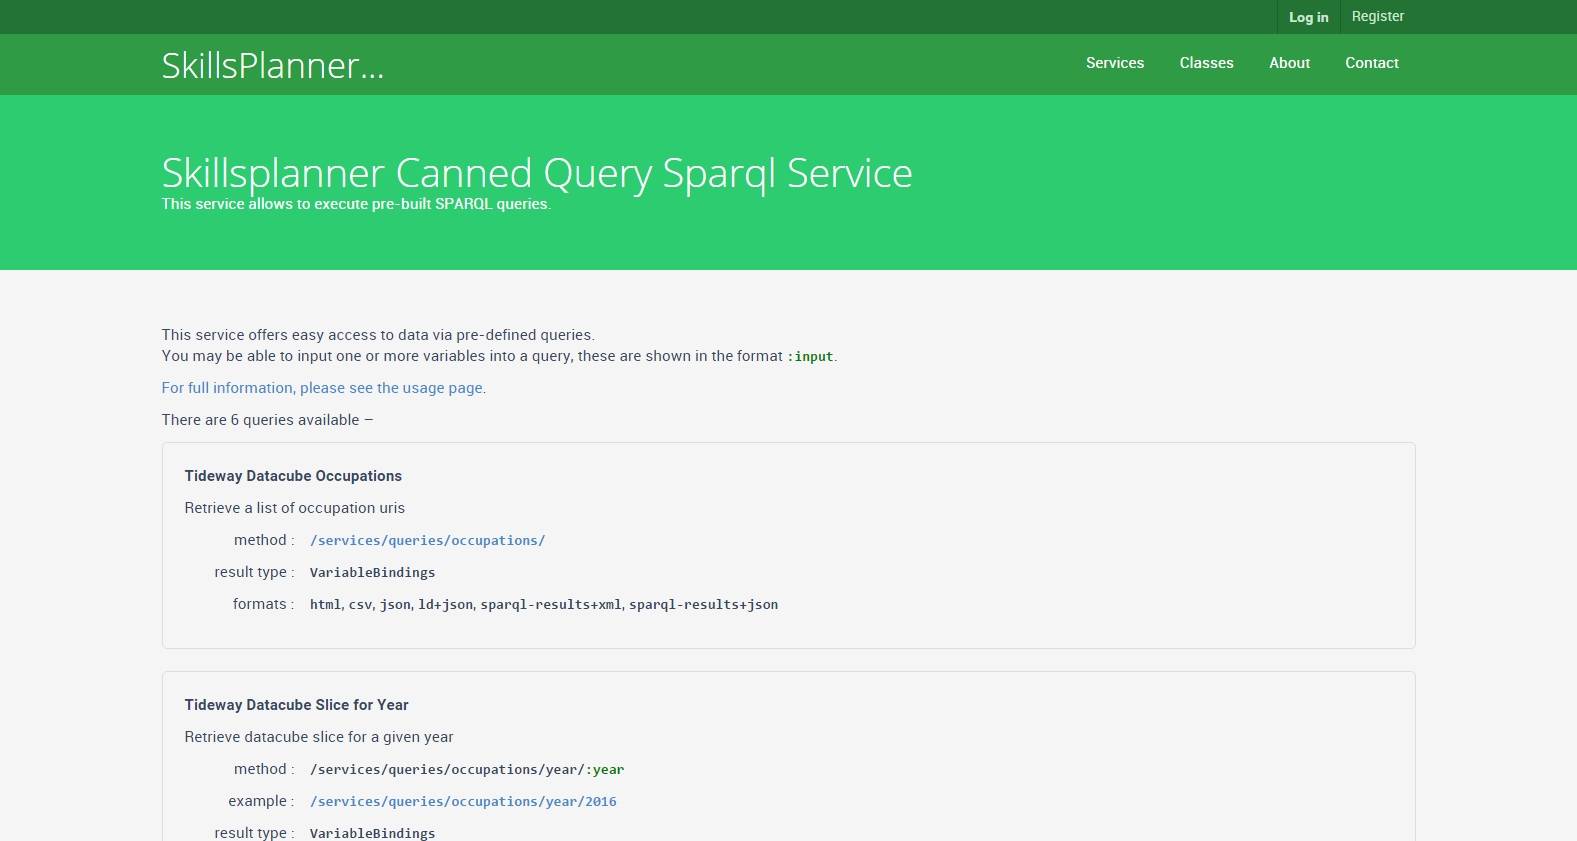 Log in Register
SkillsPlanner...
Services Classes About Contact
Skillsplanner Canned Query Sparql Service
This service allows to execute pre-built SPARQL queries.
This service offers easy access to data via pre-defined queries.
You may be able to input one or more variables into a query, these are shown in the format :input.
For full information, please see the usage page.
There are 6 queries available –
Tideway Datacube Occupations
Retrieve a list of occupation uris
method : /services/queries/occupations/
result type : VariableBindings
formats : html, csv, json, ld+json, sparql-results+xml, sparql-results+json
Tideway Datacube Slice for Year
Retrieve datacube slice for a given year
method : /services/queries/occupations/year/:year
example : /services/queries/occupations/year/2016
result type : VariableBindings